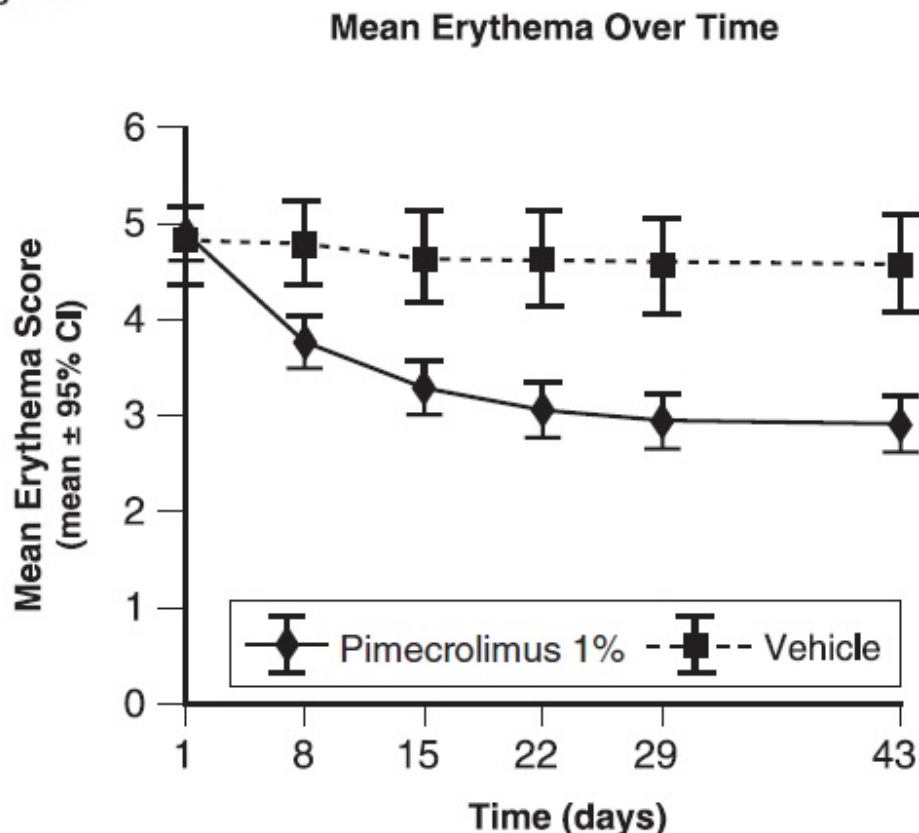 Mean Erythema Over Time
Mean Erythema Score
(mean ± 95% CI)
6
5
4
3
2
1
0
Pimecrolimus 1%
Vehicle
1 8 15 22 29 43
Time (days)